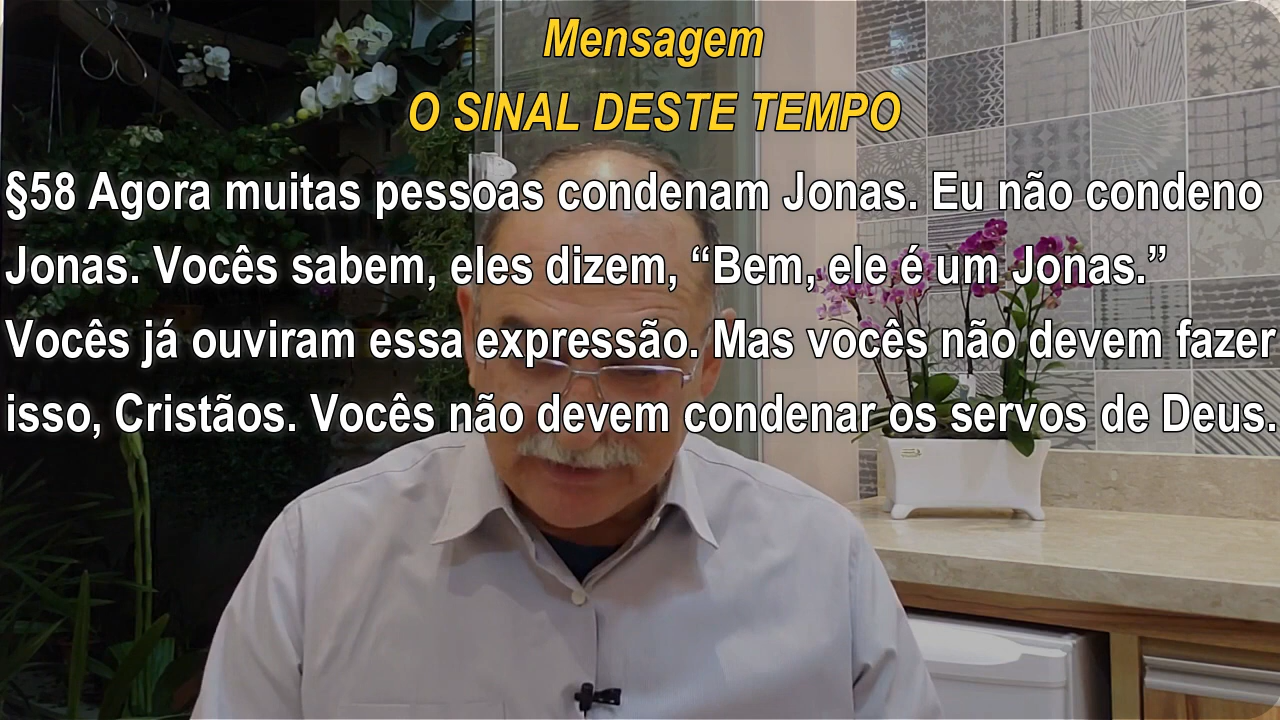 Mensagem
O SINAL DESTE TEMPO
§58 Agora muitas pessoas condenam Jonas. Eu não condeno
Jonas. Vocês sabem, eles dizem, “Bem, ele é um Jonas.”
Vocês já ouviram essa expressão. Mas vocês não devem fazer
isso, Cristãos. Vocês não devem condenar os servos de Deus.